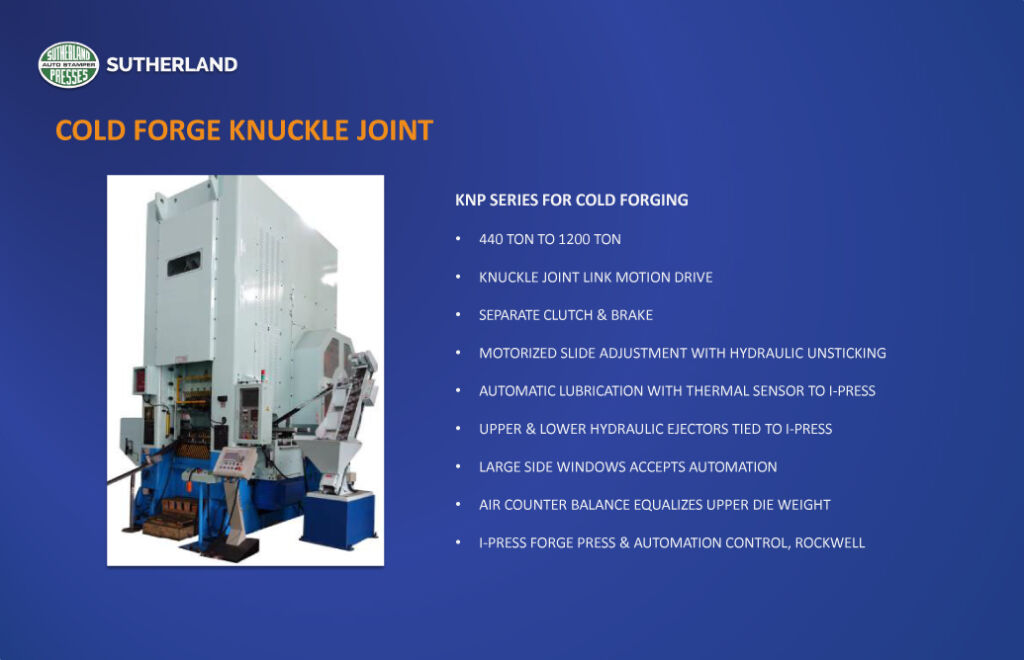 SUTHERLAND
AUTO STAMPER
PRESSES
SUTHERLAND
COLD FORGE KNUCKLE JOINT
KNP SERIES FOR COLD FORGING
• 440 TON TO 1200 TON
• KNUCKLE JOINT LINK MOTION DRIVE
• SEPARATE CLUTCH & BRAKE
• MOTORIZED SLIDE ADJUSTMENT WITH HYDRAULIC UNSTICKING
• AUTOMATIC LUBRICATION WITH THERMAL SENSOR TO I-PRESS
• UPPER & LOWER HYDRAULIC EJECTORS TIED TO I-PRESS
• LARGE SIDE WINDOWS ACCEPTS AUTOMATION
• AIR COUNTER BALANCE EQUALIZES UPPER DIE WEIGHT
• I-PRESS FORGE PRESS & AUTOMATION CONTROL, ROCKWELL